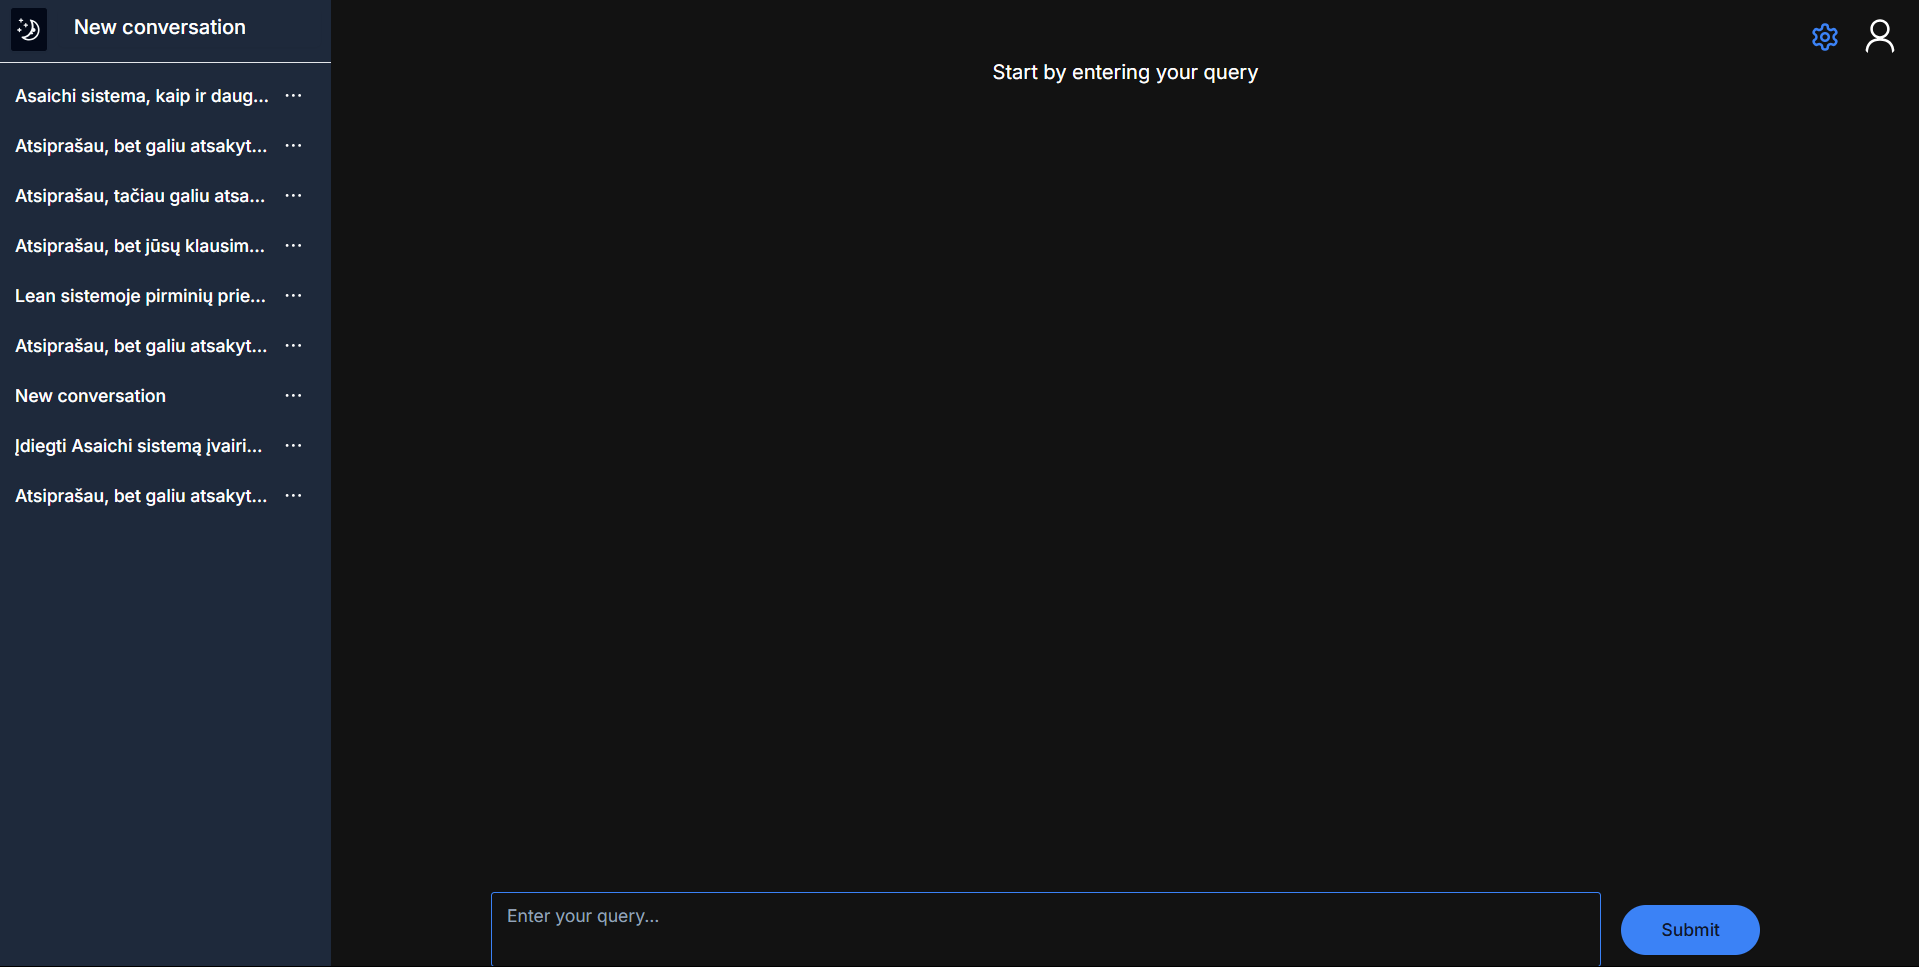 New conversation
Asaichi sistema, kaip ir daug...
Atsiprašau, bet galiu atsakyt...
Atsiprašau, tačiau galiu atsa...
Atsiprašau, bet jūsų klausim...
Lean sistemoje pirminių prie...
Atsiprašau, bet galiu atsakyt...
New conversation
Įdiegti Asaichi sistemą įvairi...
Atsiprašau, bet galiu atsakyt...
Start by entering your query
Enter your query...
Submit